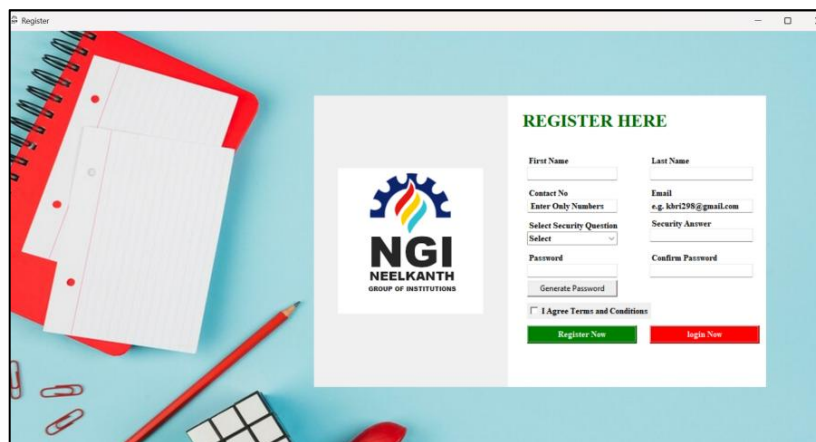 Register
REGISTER HERE
First Name
Last Name
Contact No
Email
Enter Only Numbers
e.g. kbri298@gmail.com
Select Security Question
Security Answer
Select
Password
Confirm Password
Generate Password
I Agree Terms and Conditions
Register Now
login Now
NGI
NEELKANTH
GROUP OF INSTITUTIONS